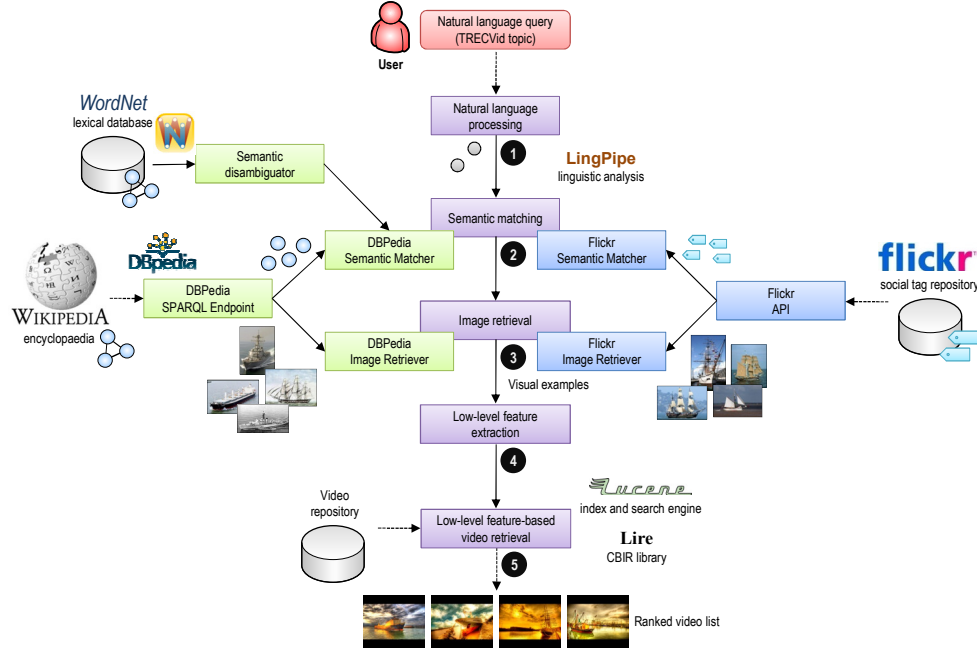 Natural language query
(TRECVid topic)
User
WordNet
lexical database
W
Natural language
processing
1
LingPipe
linguistic analysis
Semantic
disambiguator
Semantic matching
DBPedia
Semantic Matcher
2
Flickr
Semantic Matcher
DBpedia
flickr
social tag repository
DBPedia
SPARQL Endpoint
Flickr
API
WIKIPEDIA
encyclopaedia
Image retrieval
DBPedia
Image Retriever
3
Flickr
Image Retriever
Visual examples
Low-level feature
extraction
4
Lucene
index and search engine
Video
repository
Low-level feature-based
video retrieval
Lire
CBIR library
5
Ranked video list